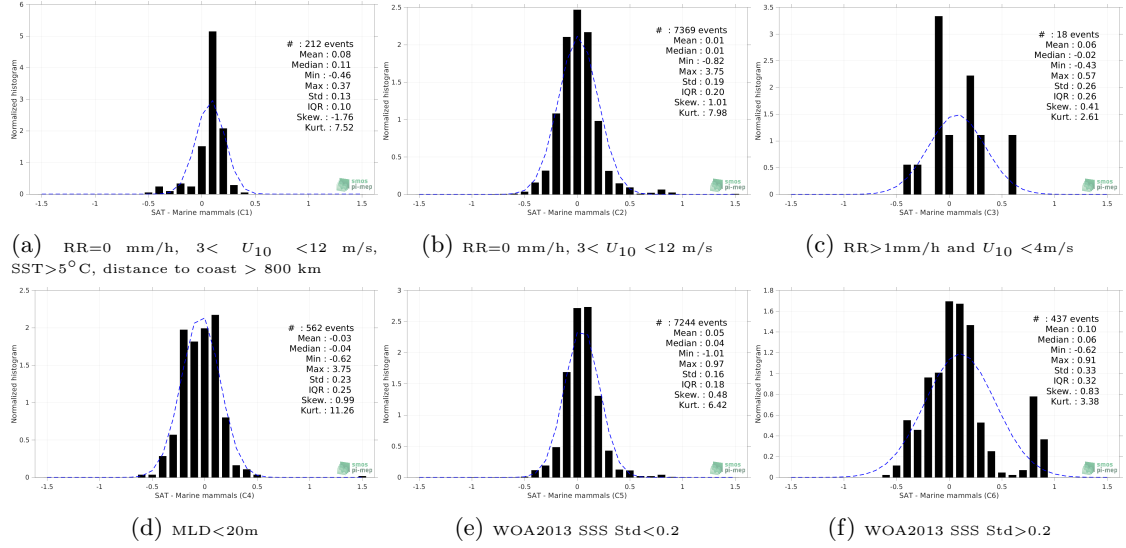 6
5
4
3
2
1
0
Normalized histogram
-1.5
-1
-0.5
0
0.5
1
1.5
SAT - Marine mammals (C1)
# : 212 events
Mean : 0.08
Median : 0.11
Min : -0.46
Max : 0.37
Std : 0.13
IQR : 0.10
Skew. : -1.76
Kurt. : 7.52
smos
pi-mep
(a) RR=0 mm/h, 3< U10 <12 m/s,
SST>5°C, distance to coast > 800 km
2.5
2
1.5
1
0.5
0
Normalized histogram
-1.5
-1
-0.5
0
0.5
1
1.5
SAT - Marine mammals (C2)
# : 7369 events
Mean : 0.01
Median : 0.01
Min : -0.82
Max : 3.75
Std : 0.19
IQR : 0.20
Skew. : 1.01
Kurt. : 7.98
smos
pi-mep
(b) RR=0 mm/h, 3< U10 <12 m/s
3.5
3
2.5
2
1.5
1
0.5
0
Normalized histogram
-1.5
-1
-0.5
0
0.5
1
1.5
SAT - Marine mammals (C3)
# : 18 events
Mean : 0.06
Median : -0.02
Min : -0.43
Max : 0.57
Std : 0.26
IQR : 0.26
Skew. : 0.41
Kurt. : 2.61
smos
pi-mep
(c) RR>1mm/h and U10 <4m/s
2.5
2
1.5
1
0.5
0
Normalized histogram
-1.5
-1
-0.5
0
0.5
1
1.5
SAT - Marine mammals (C4)
# : 562 events
Mean : -0.03
Median : -0.04
Min : -0.62
Max : 3.75
Std : 0.23
IQR : 0.25
Skew. : 0.99
Kurt. : 11.26
smos
pi-mep
(d) MLD<20m
3
2.5
2
1.5
1
0.5
0
Normalized histogram
-1.5
-1
-0.5
0
0.5
1
1.5
SAT - Marine mammals (C5)
# : 7244 events
Mean : 0.05
Median : 0.04
Min : -1.01
Max : 0.97
Std : 0.16
IQR : 0.18
Skew. : 0.48
Kurt. : 6.42
smos
pi-mep
(e) WOA2013 SSS Std<0.2
1.8
1.6
1.4
1.2
1
0.8
0.6
0.4
0.2
0
Normalized histogram
-1.5
-1
-0.5
0
0.5
1
1.5
SAT - Marine mammals (C6)
# : 437 events
Mean : 0.10
Median : 0.06
Min : -0.62
Max : 0.91
Std : 0.33
IQR : 0.32
Skew. : 0.83
Kurt. : 3.38
smos
pi-mep
(f) WOA2013 SSS Std>0.2